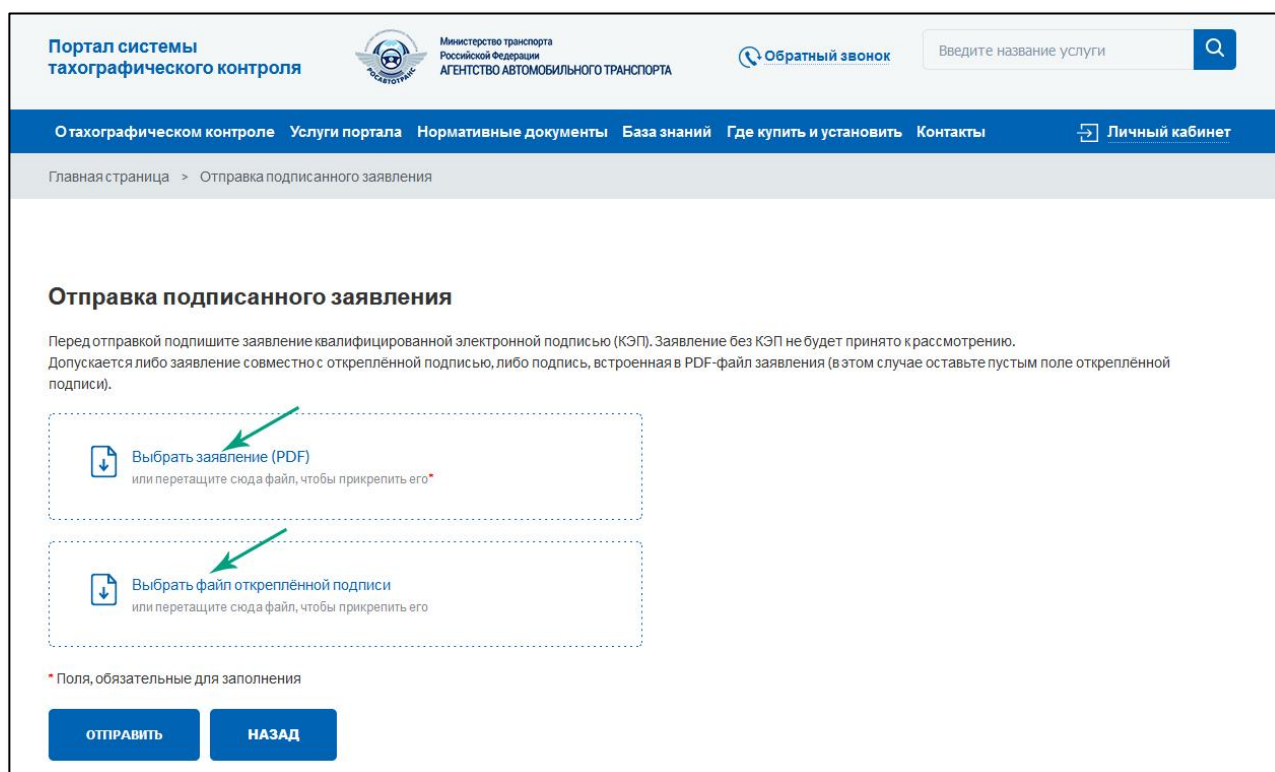 Портал системы
тахографического контроля
РОСАВТОТРАНС
Министерство транспорта
Российской Федерации
АГЕНТСТВО АВТОМОБИЛЬНОГО ТРАНСПОРТА
Обратный звонок
Введите название услуги
О тахографическом контроле Услуги портала Нормативные документы База знаний Где купить и установить Контакты Личный кабинет
Главная страница > Отправка подписанного заявления
Отправка подписанного заявления
Перед отправкой подпишите заявление квалифицированной электронной подписью (КЭП). Заявление без КЭП не будет принято к рассмотрению.
Допускается либо заявление совместно с откреплённой подписью, либо подпись, встроенная в PDF-файл заявления (в этом случае оставьте пустым поле откреплённой
подписи).
Выбрать заявление (PDF)
или перетащите сюда файл, чтобы прикрепить его*
Выбрать файл откреплённой подписи
или перетащите сюда файл, чтобы прикрепить его
* Поля, обязательные для заполнения
ОТПРАВИТЬ НАЗАД